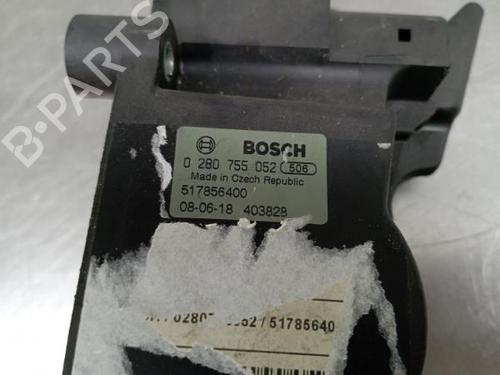 B-PARTS
BOSCH
0 280 755 052 506
Made in Czech Republic
517856400
08-06-18 403828
/ 51785640